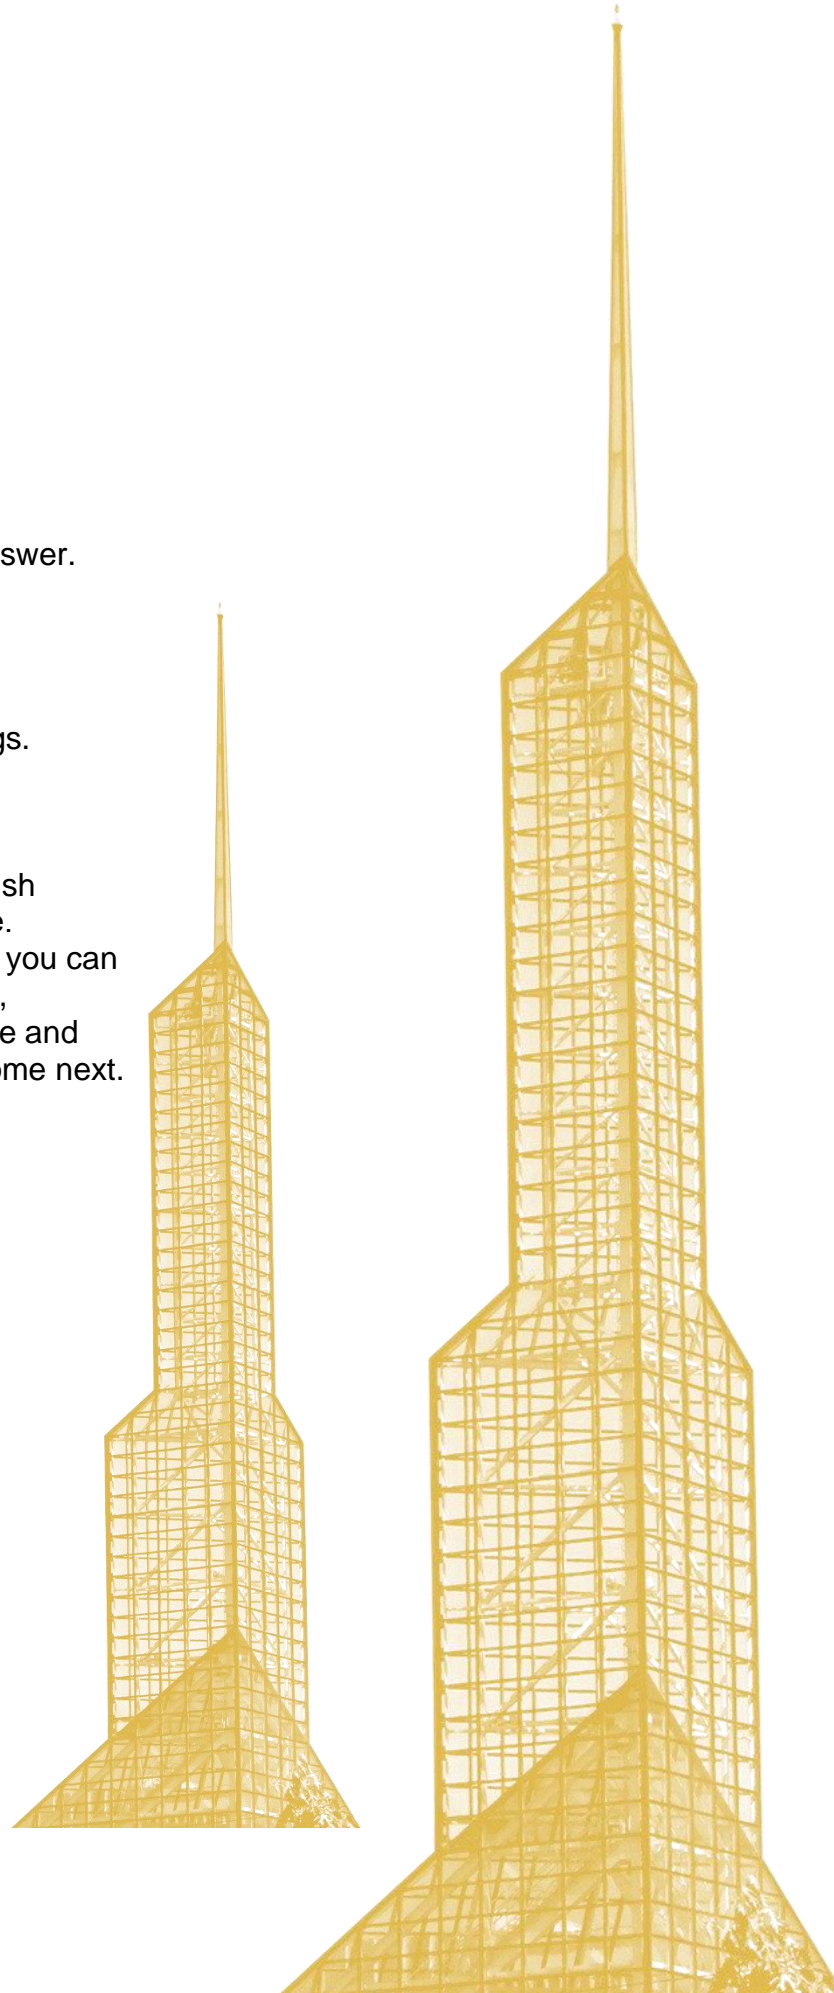 swer.
gs.
sh
e.
you can
,
e and
ome next.